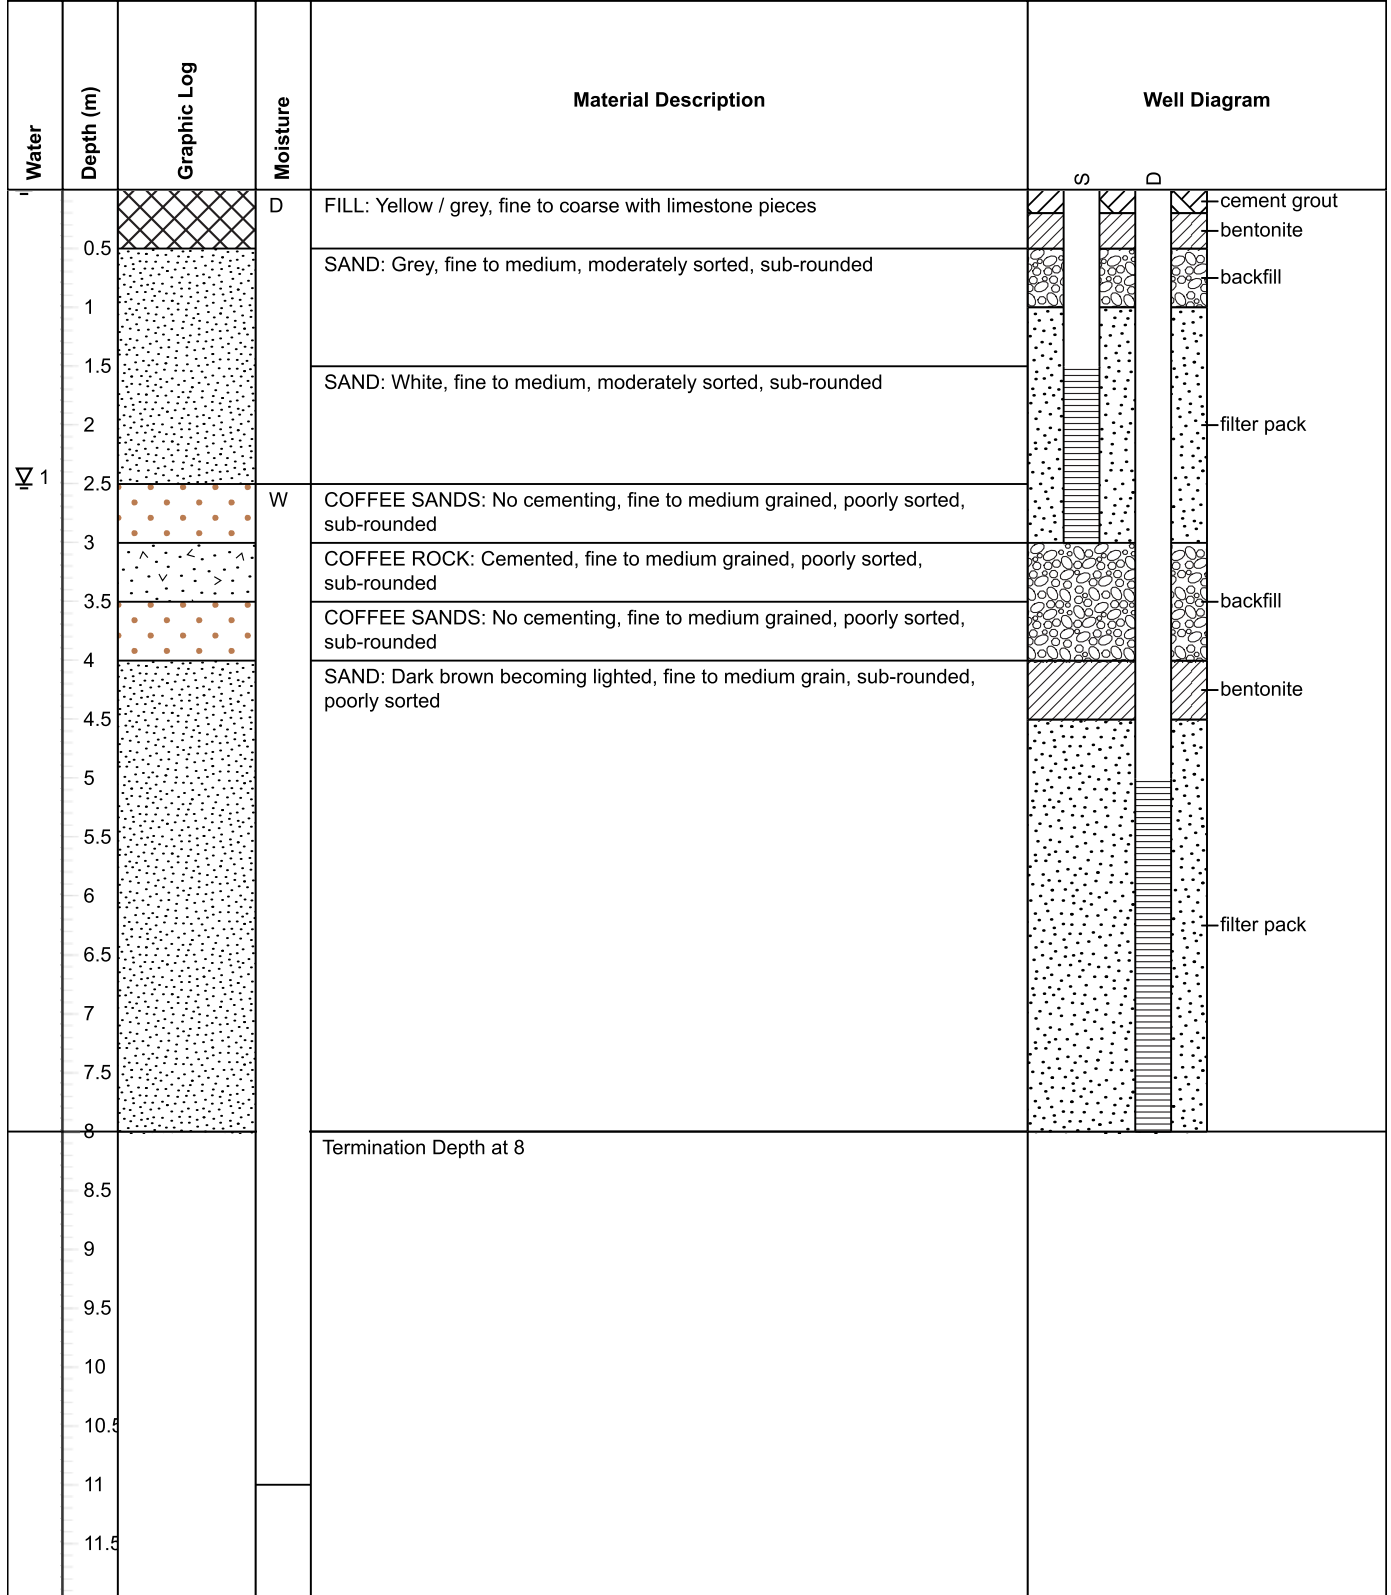 Water
Depth (m)
Graphic Log
Moisture
Material Description
Well Diagram
S
D
D
FILL: Yellow / grey, fine to coarse with limestone pieces
cement grout
bentonite
0.5
SAND: Grey, fine to medium, moderately sorted, sub-rounded
backfill
1
1.5
SAND: White, fine to medium, moderately sorted, sub-rounded
2
filter pack
1
2.5
W
COFFEE SANDS: No cementing, fine to medium grained, poorly sorted,
sub-rounded
3
COFFEE ROCK: Cemented, fine to medium grained, poorly sorted,
sub-rounded
3.5
backfill
COFFEE SANDS: No cementing, fine to medium grained, poorly sorted,
sub-rounded
4
SAND: Dark brown becoming lighted, fine to medium grain, sub-rounded,
poorly sorted
bentonite
4.5
5
5.5
6
filter pack
6.5
7
7.5
8
Termination Depth at 8
8.5
9
9.5
10
10.5
11
11.5